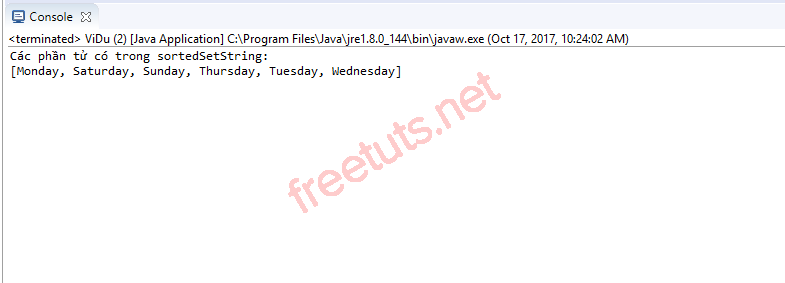 Console
<terminated> ViDu (2) [Java Application] C:\Program Files\Java\jre1.8.0_144\bin\javaw.exe (Oct 17, 2017, 10:24:02 AM)
Các phần tử có trong sortedSetString:
[Monday, Saturday, Sunday, Thursday, Tuesday, Wednesday]
freetuts.net